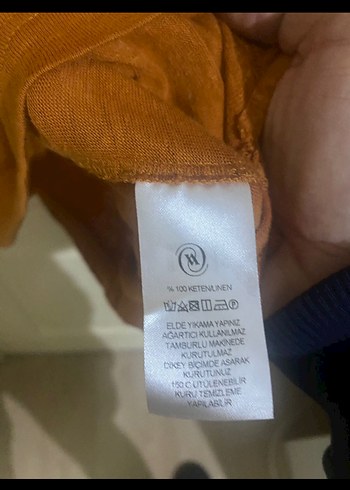 % 100 KETEN/LINEN
ELDE YIKAMA YAPINIZ
AĞARTICI KULLANILMAZ
TAMBURLU MAKİNEDE
KURUTULMAZ
DİKEY BİÇİMDE ASARAK
KURUTUNUZ
150 C ÜTÜLENEBİLİR
KURU TEMİZLEME
YAPILABİLİR